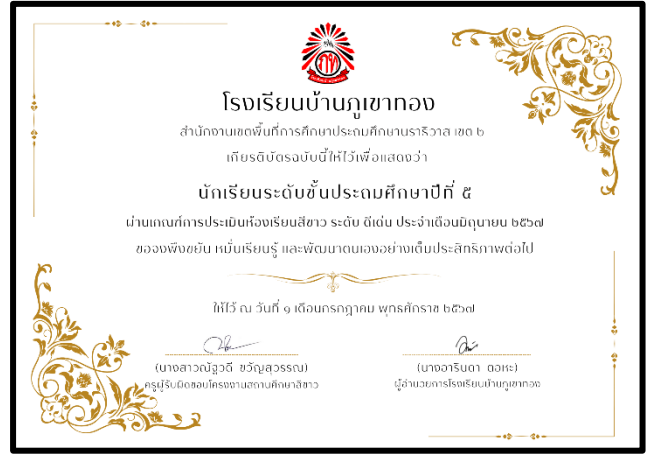 โรงเรียนบ้านภูเขาทอง
สำนักงานเขตพื้นที่การศึกษาประถมศึกษานราธิวาส เขต ๒
เกียรติบัตรฉบับนี้ให้ไว้เพื่อแสดงว่า
นักเรียนระดับชั้นประถมศึกษาปีที่ ๕
ผ่านเกณฑ์การประเมินห้องเรียนสีขาว ระดับ ดีเด่น ประจำเดือนมิถุนายน ๒๕๖๗
ขอจงพึงขยัน หมั่นเรียนรู้ และพัฒนาตนเองอย่างเต็มประสิทธิภาพต่อไป
ให้ไว้ ณ วันที่ ๑ เดือนกรกฎาคม พุทธศักราช ๒๕๖๗
(นางสาวณัฐวดี ขวัญสุวรรณ)
ครูผู้รับผิดชอบโครงงานสถานศึกษาสีขาว
(นางอารินดา ตอเหะ)
ผู้อำนวยการโรงเรียนบ้านภูเขาทอง